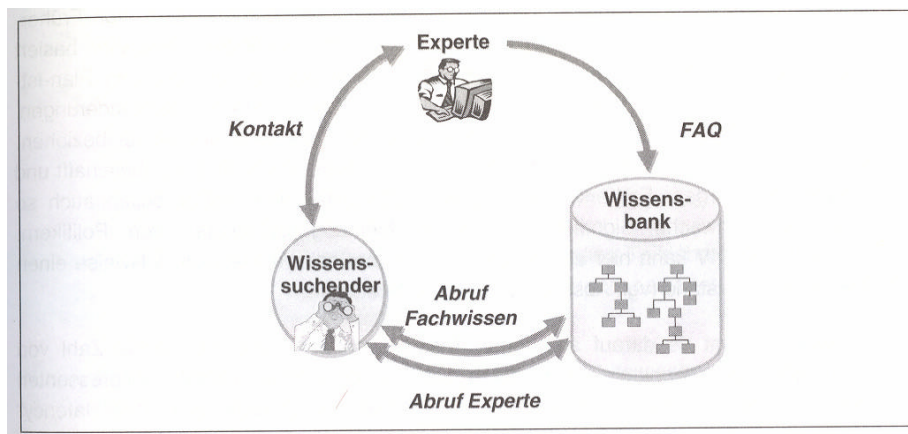 Experte
Kontakt
FAQ
Wissens-
bank
Wissens-
suchender
Abruf
Fachwissen
Abruf Experte